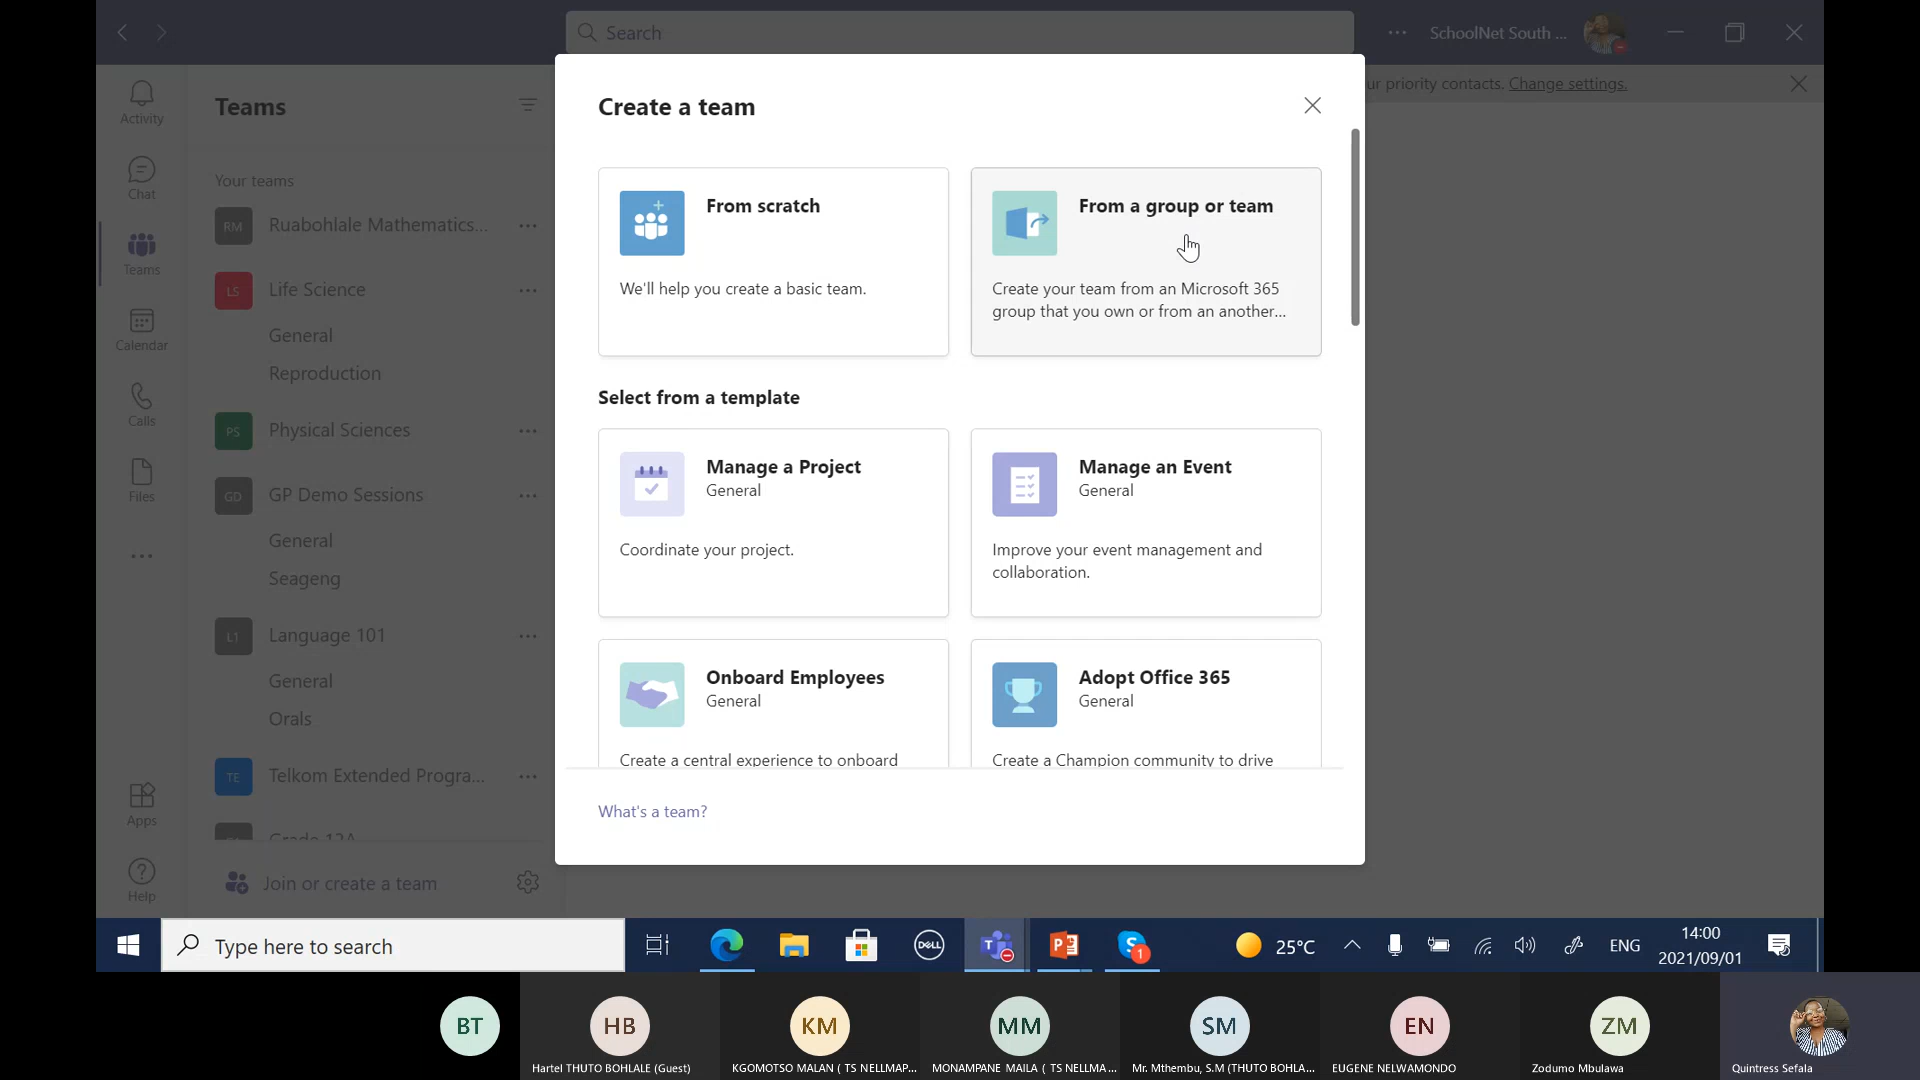 Search
SchoolNet South ...
ur priority contacts. Change settings.
Activity
Chat
Teams
Calendar
Calls
Files
Apps
Help
Teams
Your teams
RM Ruabohlale Mathematics...
LS Life Science
General
Reproduction
PS Physical Sciences
GD GP Demo Sessions
General
Seageng
L1 Language 101
General
Orals
TE Telkom Extended Progra...
Grade 12A
Join or create a team
Create a team
From scratch
We'll help you create a basic team.
From a group or team
Create your team from an Microsoft 365
group that you own or from an another...
Select from a template
Manage a Project
General
Coordinate your project.
Manage an Event
General
Improve your event management and
collaboration.
Onboard Employees
General
Create a central experience to onboard
Adopt Office 365
General
Create a Champion community to drive
What's a team?
Type here to search
DELL
T
P
S
1
25°C
ENG
14:00
2021/09/01
BT
HB
Hartel THUTO BOHLALE (Guest)
KM
KGOMOTSO MALAN ( TS NELLMAP...
MM
MONAMPANE MAILA ( TS NELLMA...
SM
Mr. Mthembu, S.M (THUTO BOHLA...
EN
EUGENE NELWAMONDO
ZM
Zodumo Mbulawa
Quintress Sefala